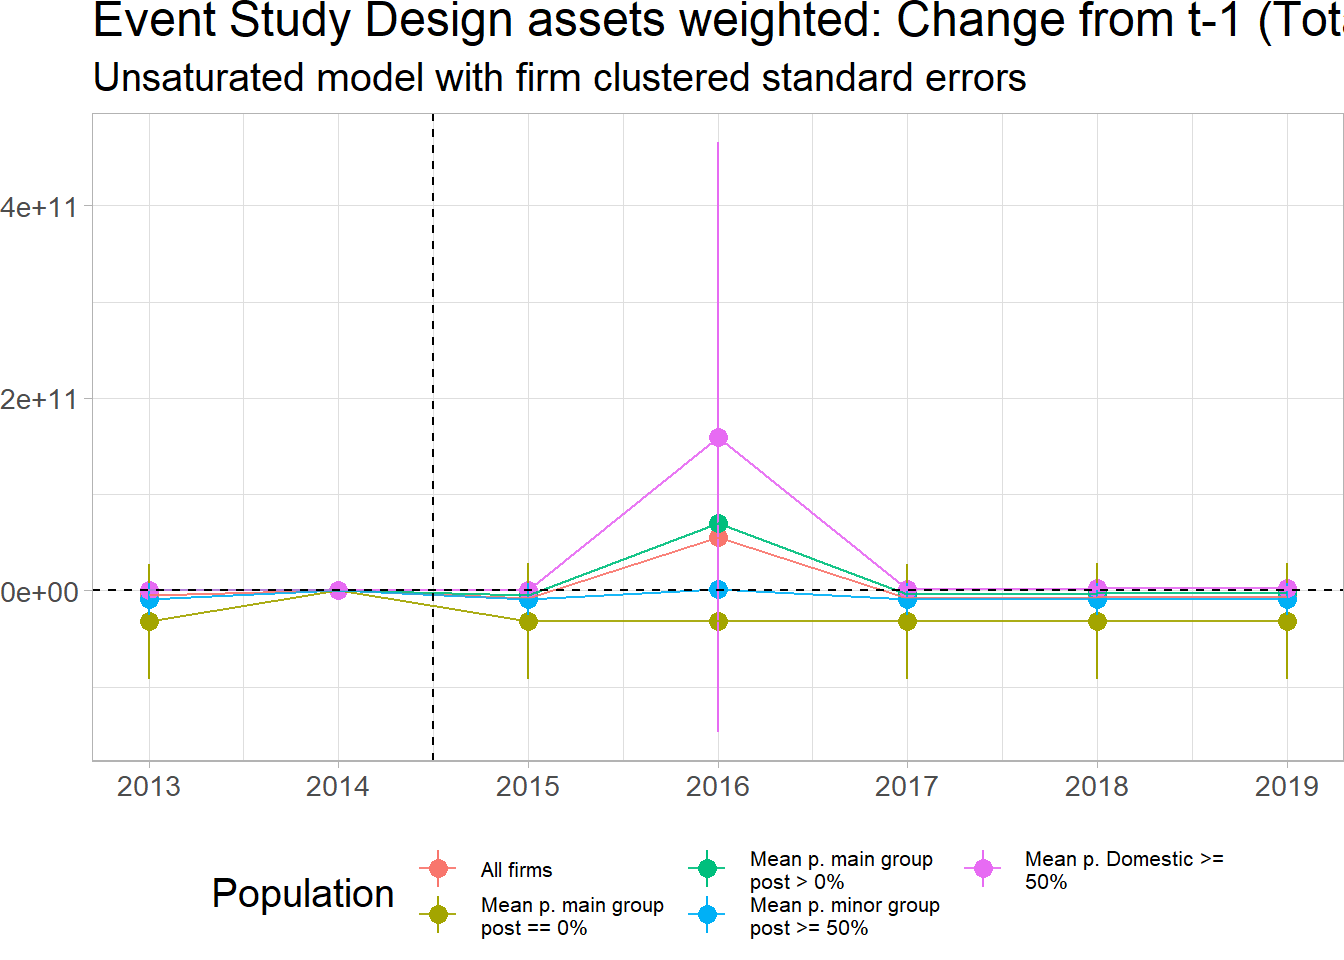 Event Study Design assets weighted: Change from t-1 (Tota
Unsaturated model with firm clustered standard errors
4e+11
2e+11
0e+00
2013 2014 2015 2016 2017 2018 2019
Population
All firms
Mean p. main group
post == 0%
Mean p. main group
post > 0%
Mean p. minor group
post >= 50%
Mean p. Domestic >=
50%